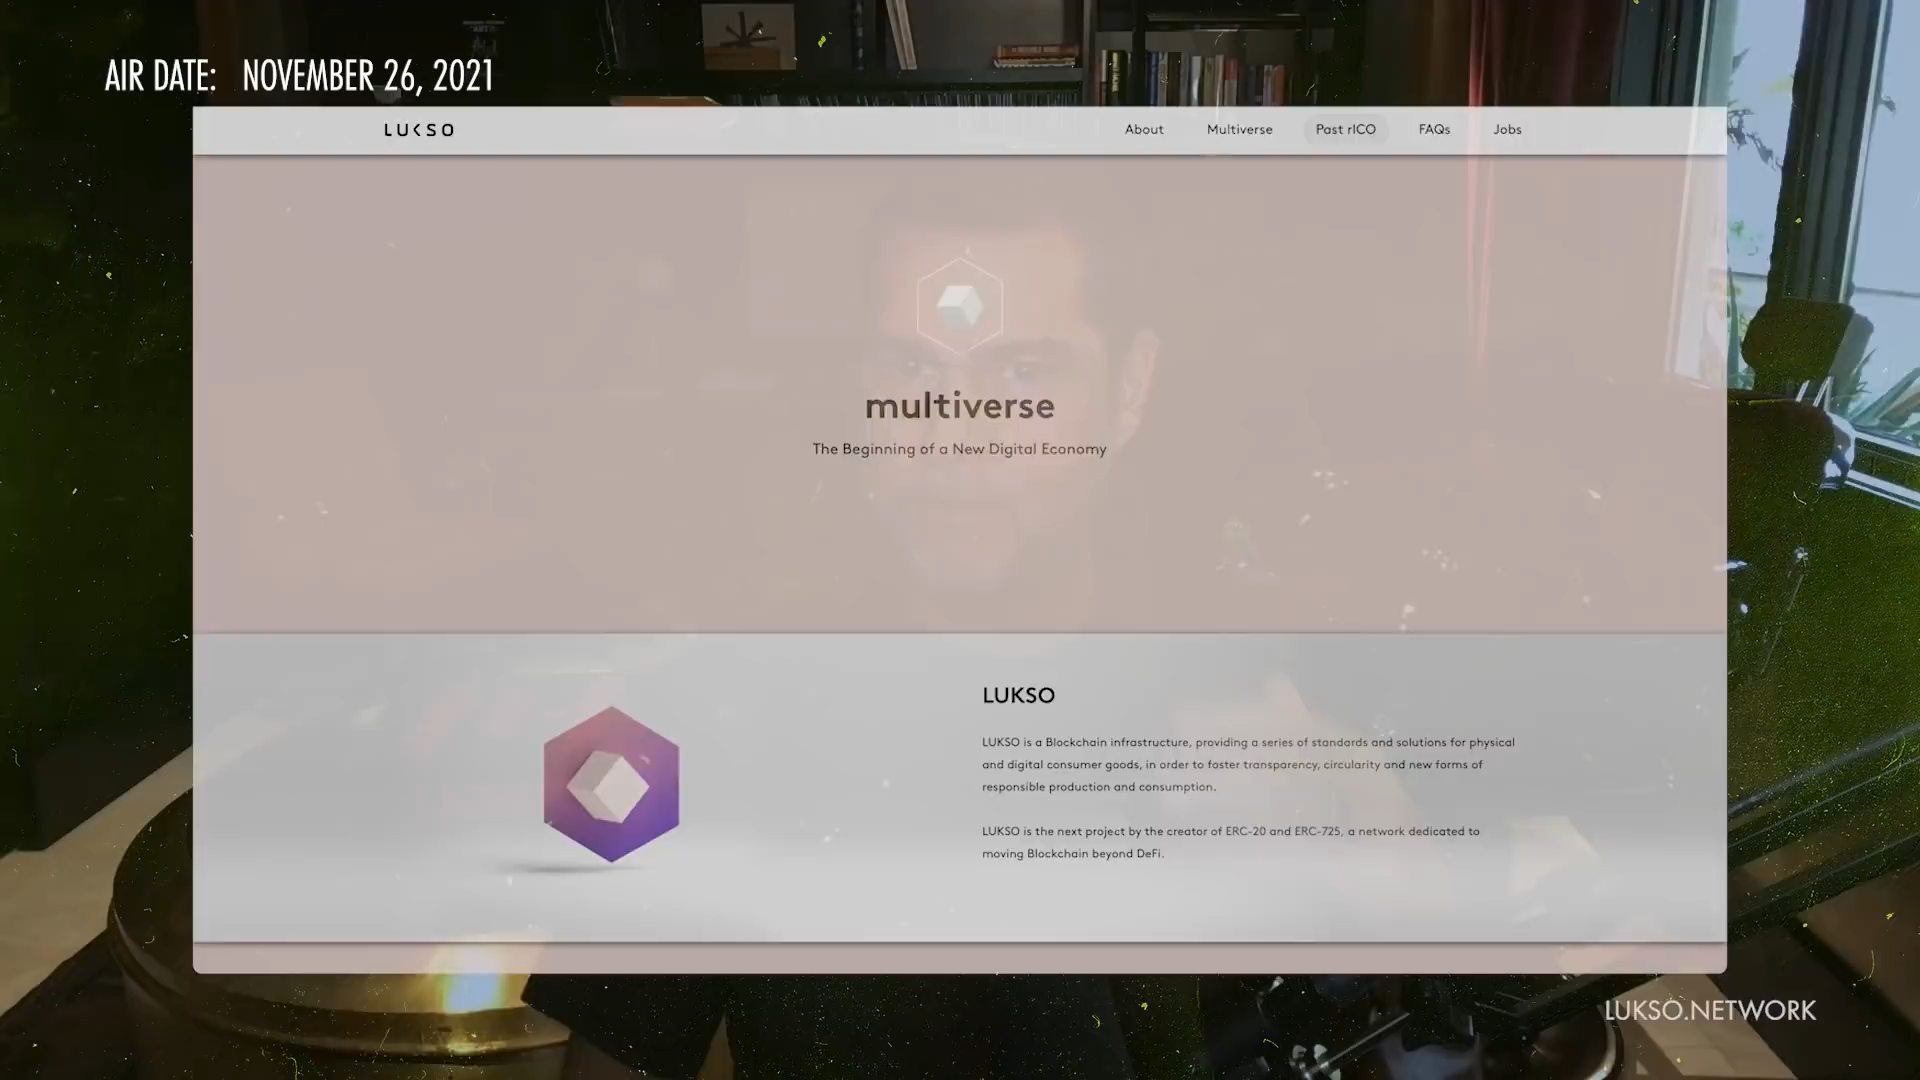 AIR DATE: NOVEMBER 26, 2021
LUKSO
About Multiverse Past rICO FAQs Jobs
multiverse
The Beginning of a New Digital Economy
LUKSO
LUKSO is a Blockchain infrastructure, providing a series of standards and solutions for physical
and digital consumer goods, in order to foster transparency, circularity and new forms of
responsible production and consumption.
LUKSO is the next project by the creator of ERC-20 and ERC-725, a network dedicated to
moving Blockchain beyond DeFi.
LUKSO.NETWORK